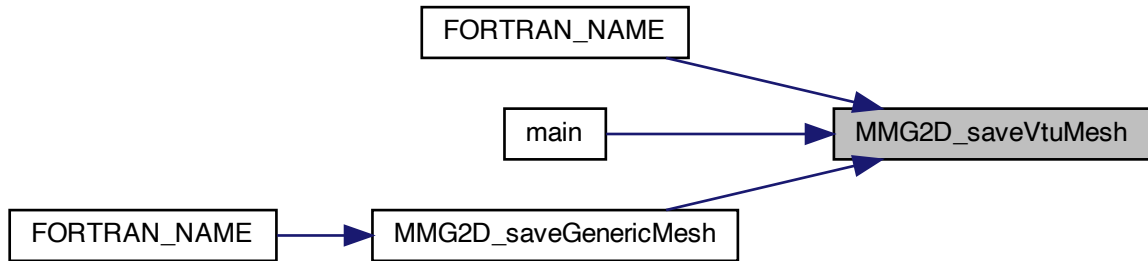 FORTRAN_NAME
main
MMG2D_saveVtuMesh
FORTRAN_NAME
MMG2D_saveGenericMesh